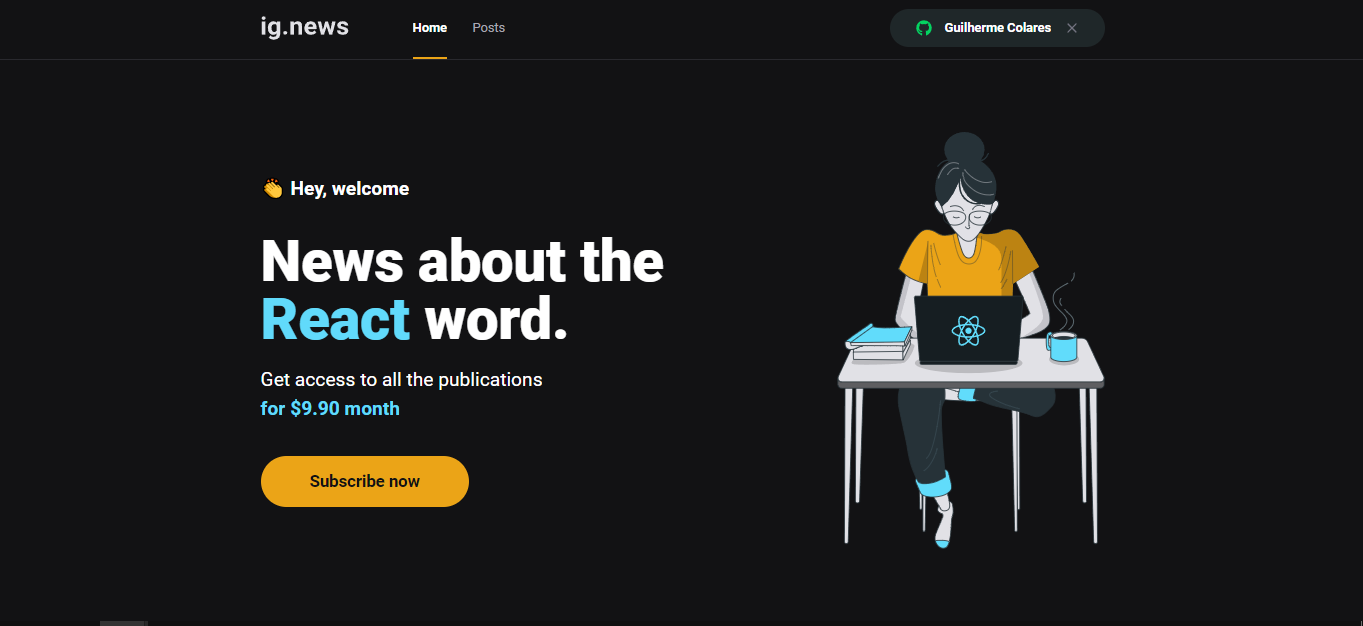 ig.news
Home
Posts
Guilherme Colares
👏 Hey, welcome
News about the
React word.
Get access to all the publications
for $9.90 month
Subscribe now